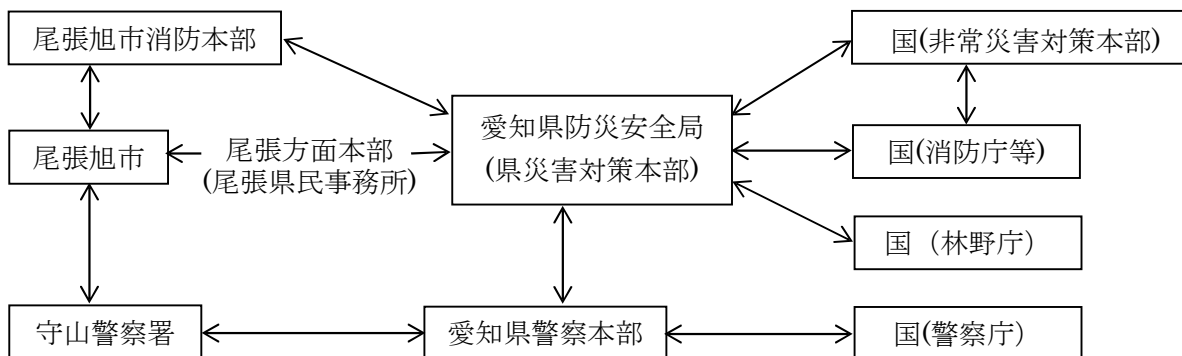 尾張旭市消防本部
国(非常災害対策本部)
愛知県防災安全局
(県災害対策本部)
尾張旭市
尾張方面本部
(尾張県民事務所)
国(消防庁等)
国（林野庁）
守山警察署
愛知県警察本部
国(警察庁)